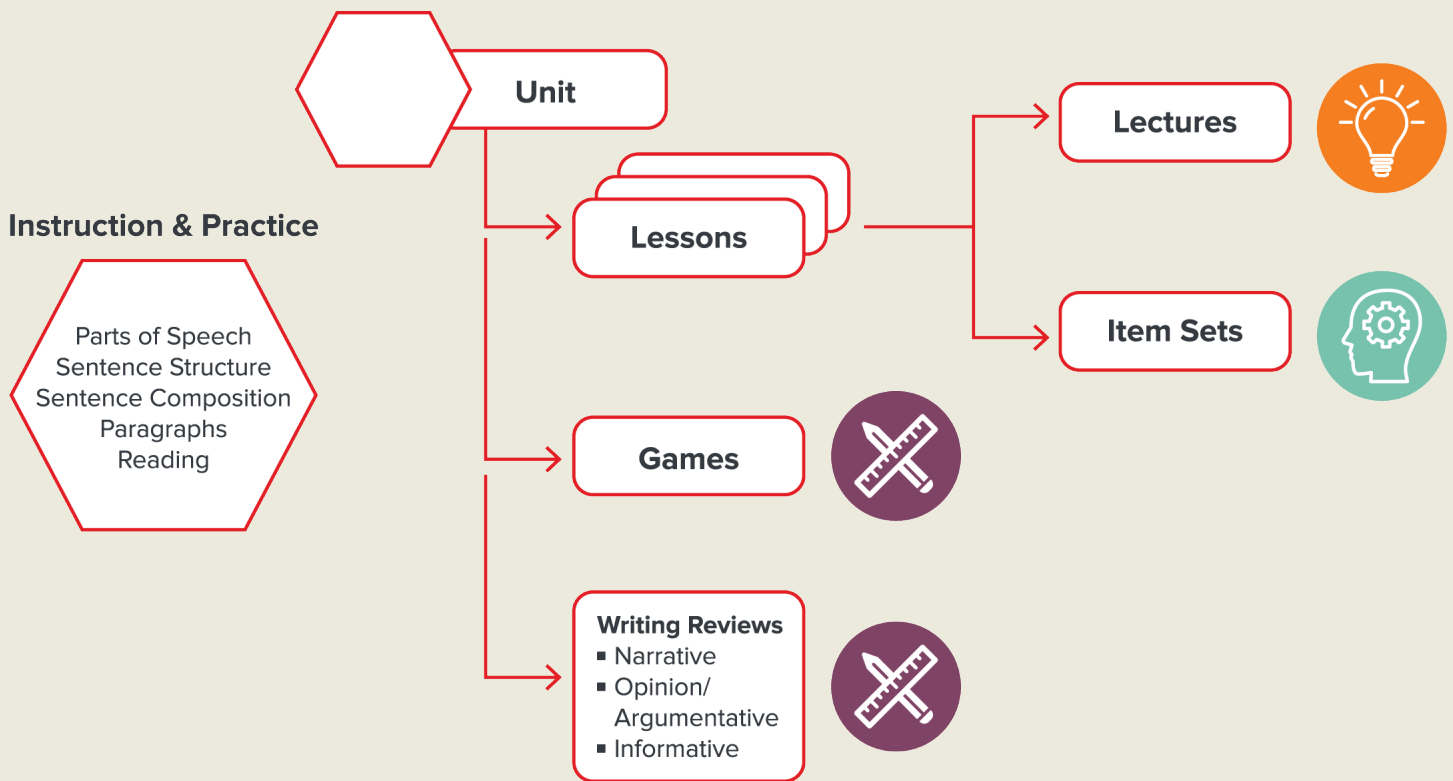 Unit
Lectures
Instruction & Practice
Lessons
Parts of Speech
Sentence Structure
Sentence Composition
Paragraphs
Reading
Item Sets
Games
Writing Reviews
▪ Narrative
▪ Opinion/
Argumentative
▪ Informative